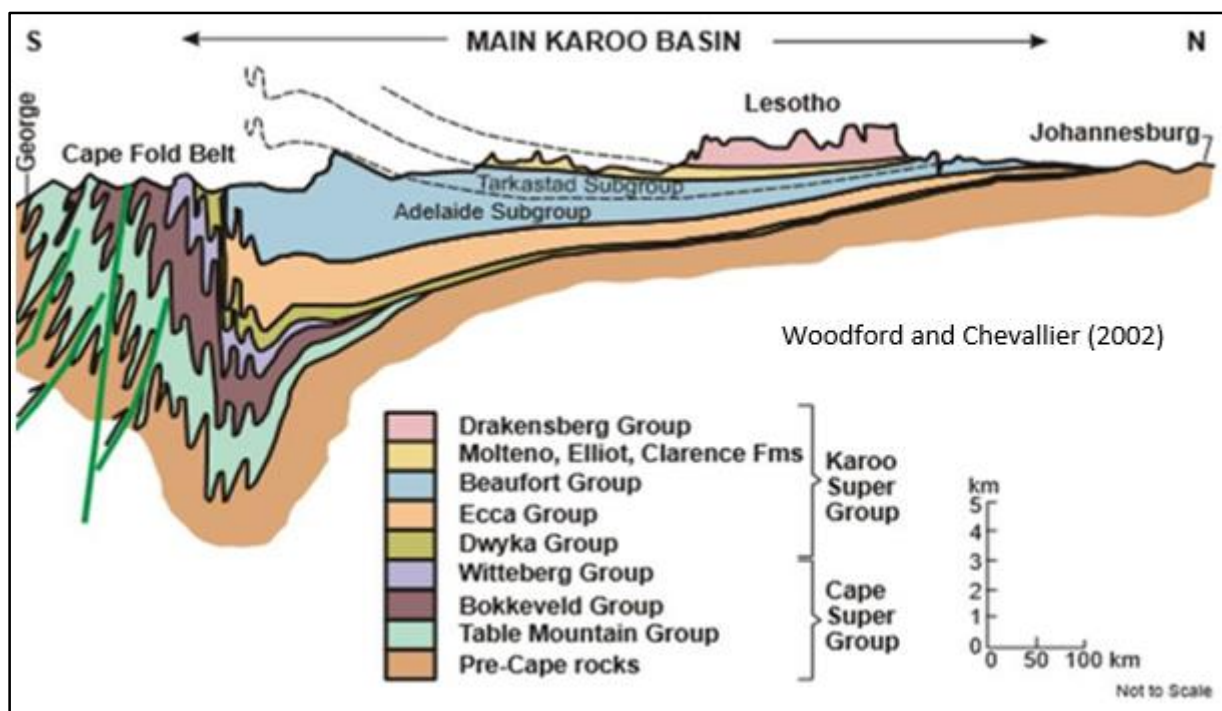 S
MAIN KAROO BASIN
N
George
Cape Fold Belt
Lesotho
Johannesburg
Tarkastad Subgroup
Adelaide Subgroup
Woodford and Chevallier (2002)
Drakensberg Group
Molteno, Elliot, Clarence Fms
Beaufort Group
Ecca Group
Dwyka Group
Witteberg Group
Bokkeveld Group
Table Mountain Group
Pre-Cape rocks
Karoo
Super
Group
Cape
Super
Group
km
5
4
3
2
1
0
0 50 100 km
Not to Scale